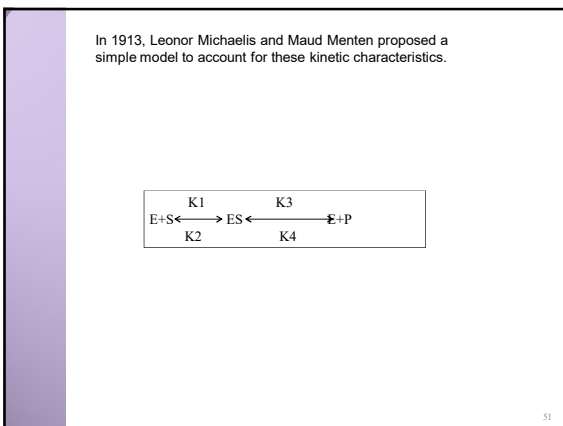 In 1913, Leonor Michaelis and Maud Menten proposed a
simple model to account for these kinetic characteristics.
K1 K3
E+S ⟷ ES ⟷ E+P
K2 K4
51